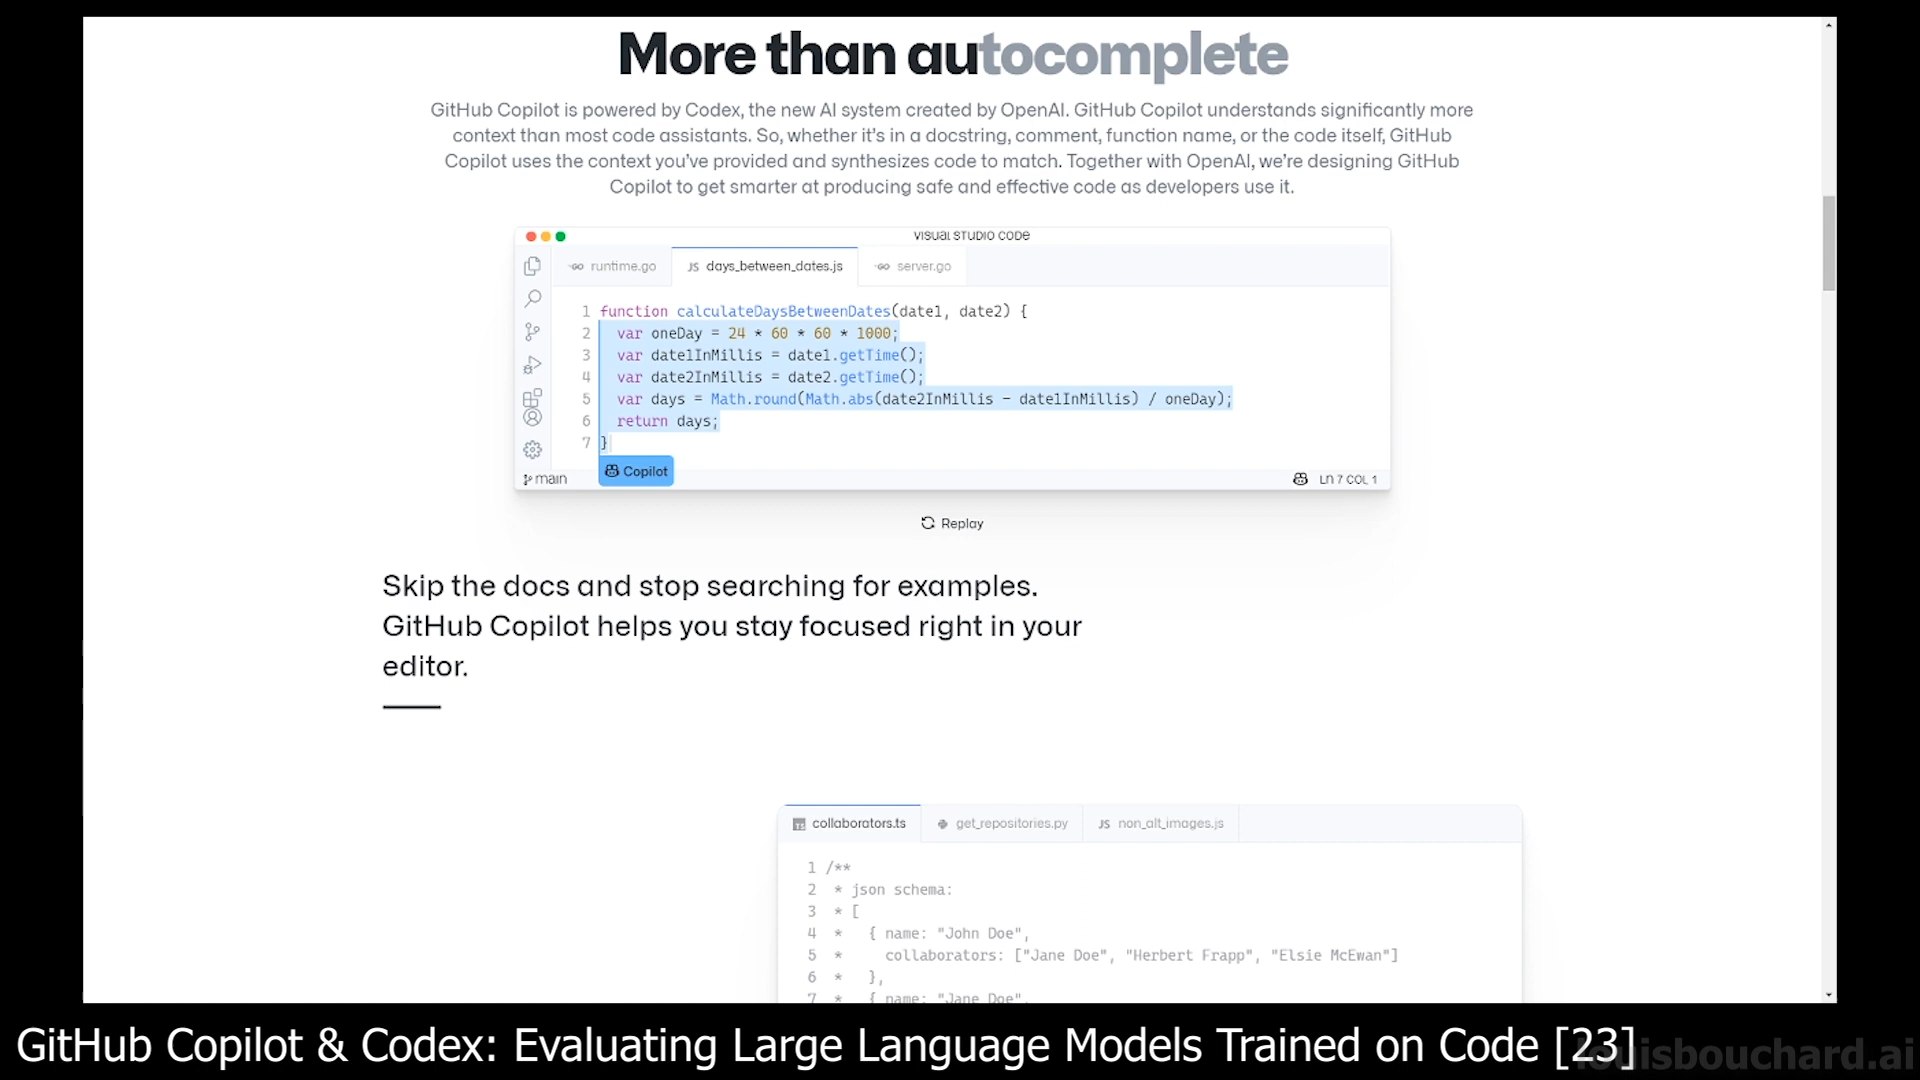 More than autocomplete
GitHub Copilot is powered by Codex, the new AI system created by OpenAI. GitHub Copilot understands significantly more
context than most code assistants. So, whether it's in a docstring, comment, function name, or the code itself, GitHub
Copilot uses the context you've provided and synthesizes code to match. Together with OpenAI, we're designing GitHub
Copilot to get smarter at producing safe and effective code as developers use it.
Visual Studio Code
GO runtime.go
JS days_between_dates.js
GO server.go
1 function calculateDaysBetweenDates(date1, date2) {
2 var oneDay = 24 * 60 * 60 * 1000;
3 var date1InMillis = date1.getTime();
4 var date2InMillis = date2.getTime();
5 var days = Math.round(Math.abs(date2InMillis - date1InMillis) / oneDay);
6 return days;
7 }
Copilot
main
Ln 7 Col 1
Replay
Skip the docs and stop searching for examples.
GitHub Copilot helps you stay focused right in your
editor.
TS collaborators.ts
get_repositories.py
JS non_alt_images.js
1 /**
2 * json schema:
3 * [
4 * { name: "John Doe",
5 * collaborators: ["Jane Doe", "Herbert Frapp", "Elsie McEwan"]
6 * },
7 * { name: "Jane Doe",
GitHub Copilot & Codex: Evaluating Large Language Models Trained on Code [23]
louisbouchard.ai